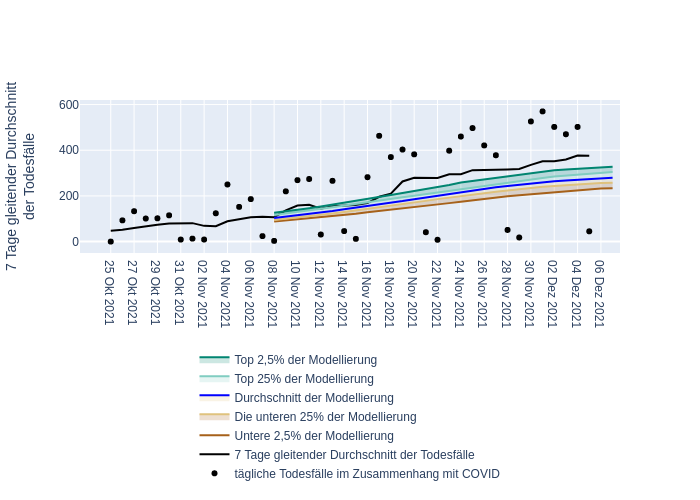 7 Tage gleitender Durchschnitt
der Todesfälle
600
400
200
0
25 Okt 2021
27 Okt 2021
29 Okt 2021
31 Okt 2021
02 Nov 2021
04 Nov 2021
06 Nov 2021
08 Nov 2021
10 Nov 2021
12 Nov 2021
14 Nov 2021
16 Nov 2021
18 Nov 2021
20 Nov 2021
22 Nov 2021
24 Nov 2021
26 Nov 2021
28 Nov 2021
30 Nov 2021
02 Dez 2021
04 Dez 2021
06 Dez 2021
Top 2,5% der Modellierung
Top 25% der Modellierung
Durchschnitt der Modellierung
Die unteren 25% der Modellierung
Untere 2,5% der Modellierung
7 Tage gleitender Durchschnitt der Todesfälle
tägliche Todesfälle im Zusammenhang mit COVID